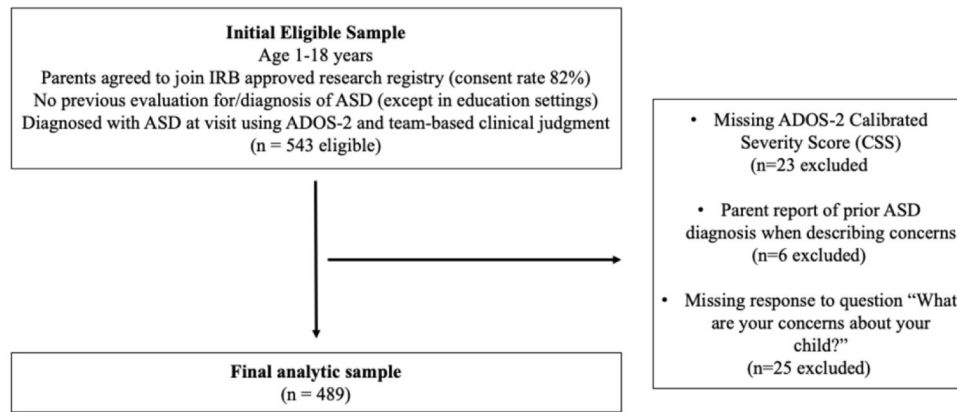 Initial Eligible Sample
Age 1-18 years
Parents agreed to join IRB approved research registry (consent rate 82%)
No previous evaluation for/diagnosis of ASD (except in education settings)
Diagnosed with ASD at visit using ADOS-2 and team-based clinical judgment
(n = 543 eligible)
• Missing ADOS-2 Calibrated
Severity Score (CSS)
(n=23 excluded
• Parent report of prior ASD
diagnosis when describing concerns
(n=6 excluded)
• Missing response to question “What
are your concerns about your
child?”
(n=25 excluded)
Final analytic sample
(n = 489)